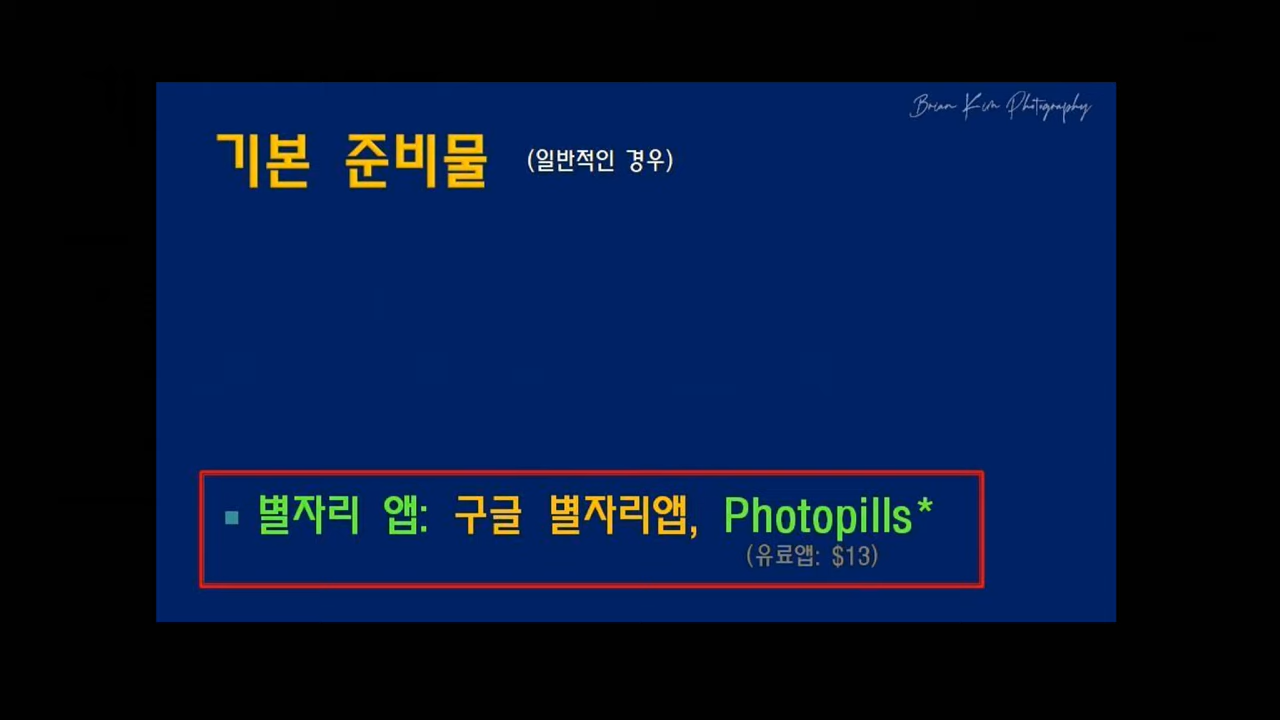 Brian Kim Photography
기본 준비물 (일반적인 경우)
▪ 별자리 앱: 구글 별자리앱, Photopills*
(유료앱: $13)